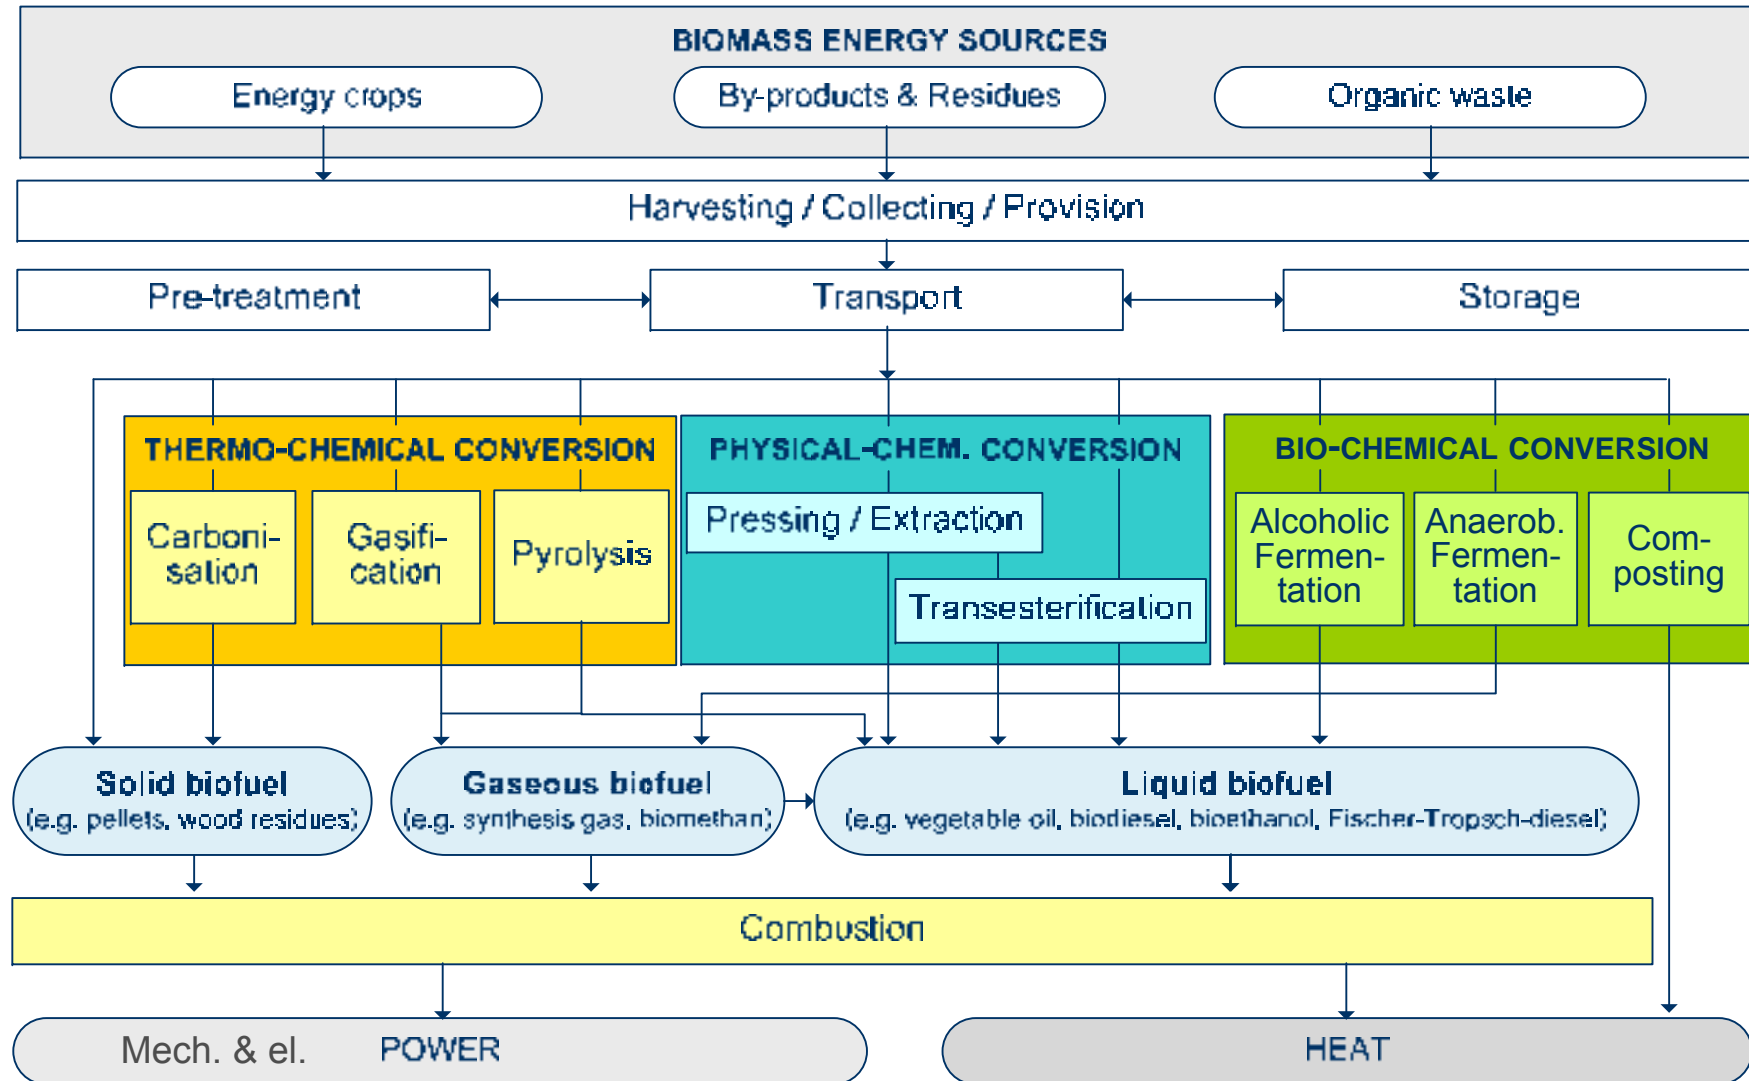 BIOMASS ENERGY SOURCES
Energy crops
By-products & Residues
Organic waste
Harvesting / Collecting / Provision
Pre-treatment
Transport
Storage
THERMO-CHEMICAL CONVERSION
Carboni-
sation
Gasifi-
cation
Pyrolysis
PHYSICAL-CHEM. CONVERSION
Pressing / Extraction
Transesterification
BIO-CHEMICAL CONVERSION
Alcoholic
Fermen-
tation
Anaerob.
Fermen-
tation
Com-
posting
Solid biofuel
(e.g. pellets, wood residues)
Gaseous biofuel
(e.g. synthesis gas, biomethan)
Liquid biofuel
(e.g. vegetable oil, biodiesel, bioethanol, Fischer-Tropsch-diesel)
Combustion
Mech. & el. POWER
HEAT